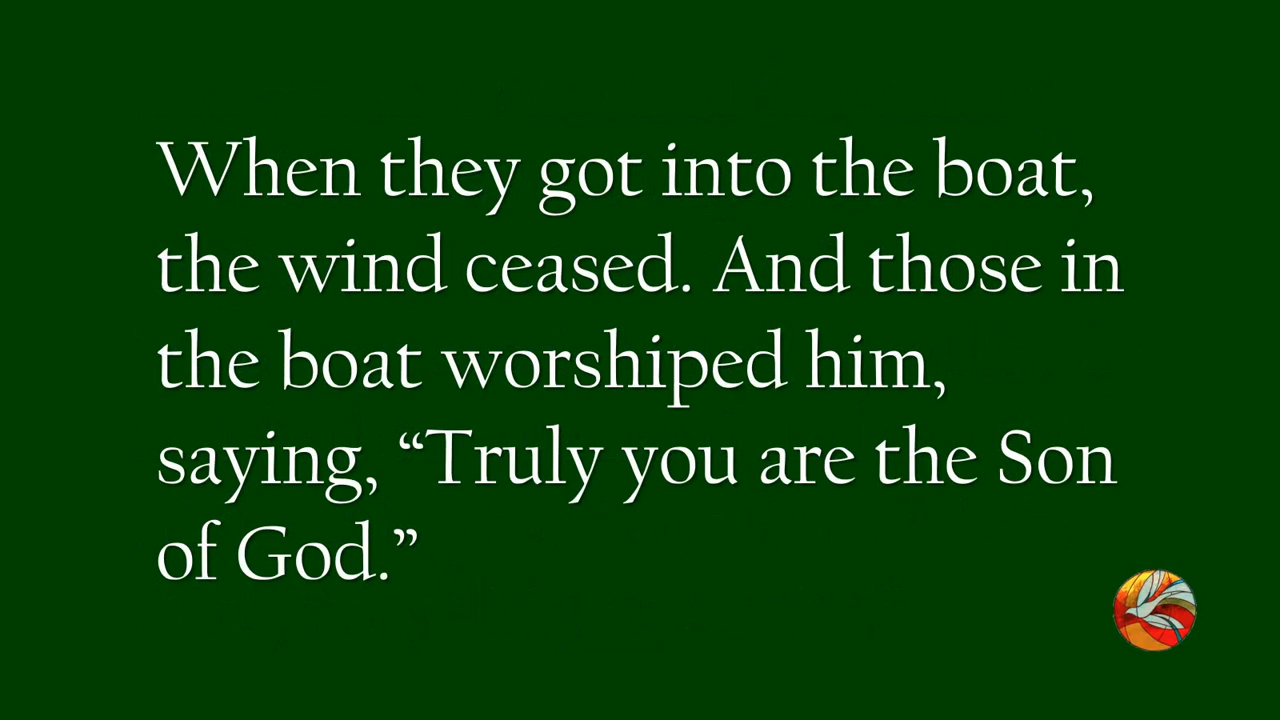 When they got into the boat,
the wind ceased. And those in
the boat worshiped him,
saying, “Truly you are the Son
of God.”